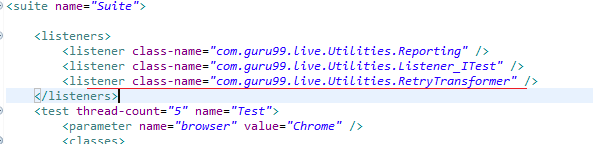 <suite name="Suite">
<listeners>
<listener class-name="com.guru99.live.Utilities.Reporting" />
<listener class-name="com.guru99.live.Utilities.Listener_ITest" />
<listener class-name="com.guru99.live.Utilities.RetryTransformer" />
</listeners>
<test thread-count="5" name="Test">
<parameter name="browser" value="Chrome" />
<classes>